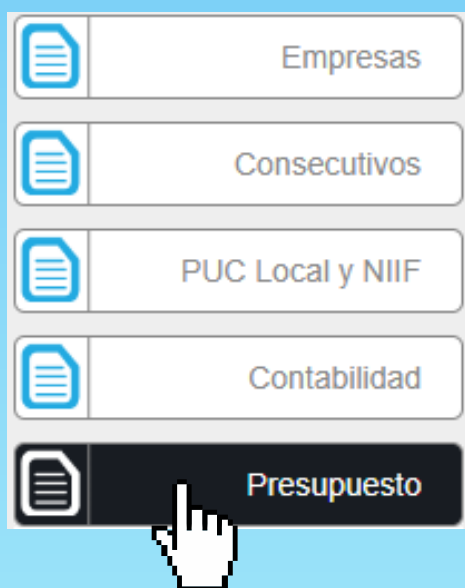 Empresas
Consecutivos
PUC Local y NIIF
Contabilidad
Presupuesto